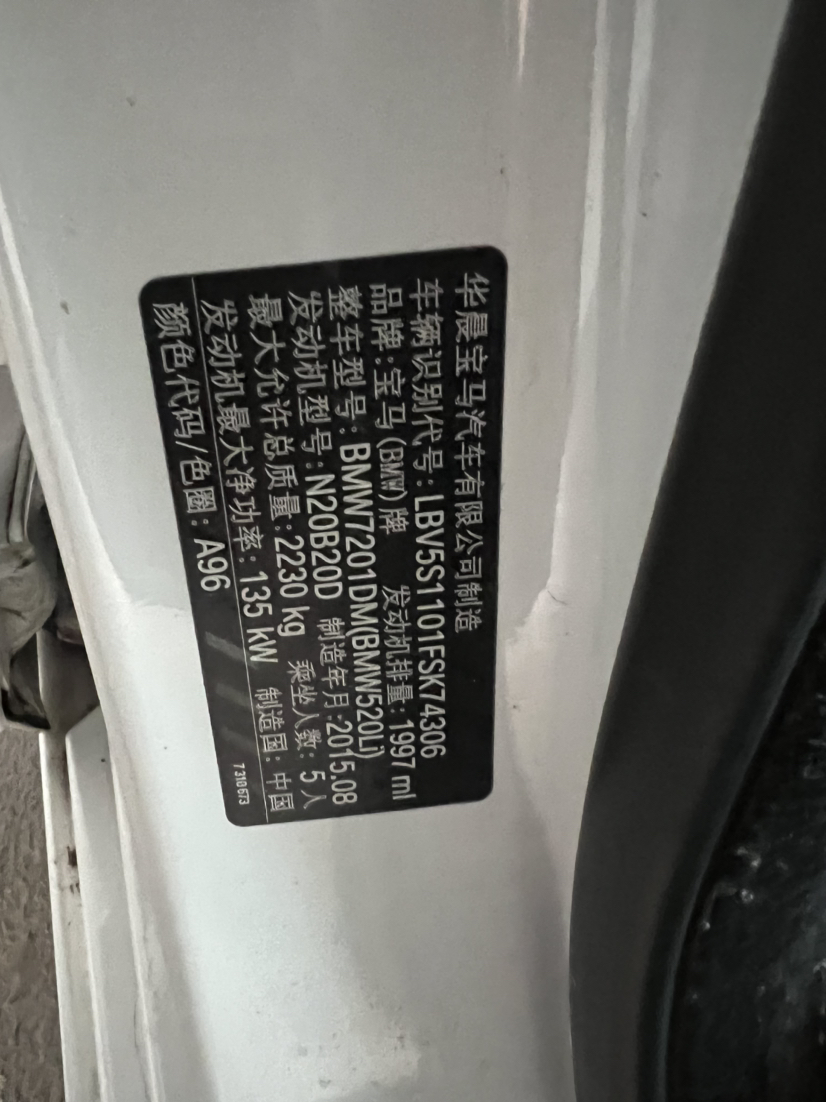 华晨宝马汽车有限公司制造
车辆识别代号:LBV5S1101FSK74306
品牌:宝马(BMW)牌 发动机排量:1997 ml
整车型号:BMW7201DM(BMW520Li)
发动机型号:N20B20D 制造年月:2015.08
最大允许总质量:2230 kg 乘坐人数:5人
发动机最大净功率:135 kW 制造国:中国
颜色代码/色圈:A96
7310573